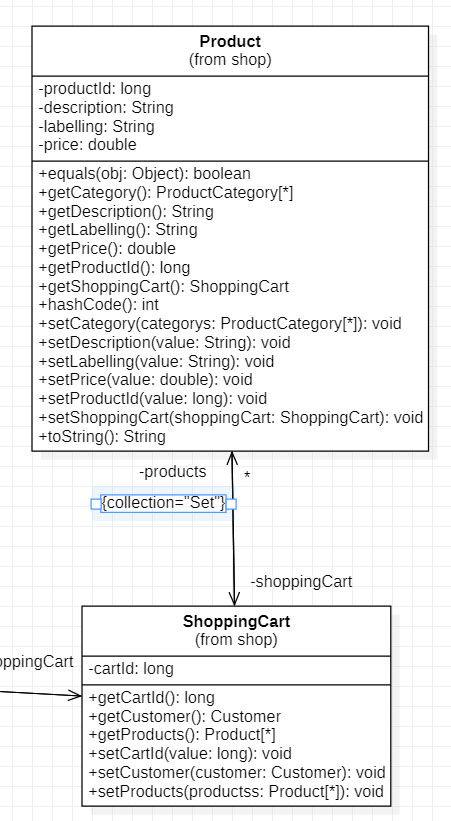 Product
(from shop)
-productId: long
-description: String
-labelling: String
-price: double
+equals(obj: Object): boolean
+getCategory(): ProductCategory[*]
+getDescription(): String
+getLabelling(): String
+getPrice(): double
+getProductId(): long
+getShoppingCart(): ShoppingCart
+hashCode(): int
+setCategory(categorys: ProductCategory[*]): void
+setDescription(value: String): void
+setLabelling(value: String): void
+setPrice(value: double): void
+setProductId(value: long): void
+setShoppingCart(shoppingCart: ShoppingCart): void
+toString(): String
-products *
{collection="Set"}
-shoppingCart
ShoppingCart
(from shop)
oppingCart
-cartId: long
+getCartId(): long
+getCustomer(): Customer
+getProducts(): Product[*]
+setCartId(value: long): void
+setCustomer(customer: Customer): void
+setProducts(productss: Product[*]): void